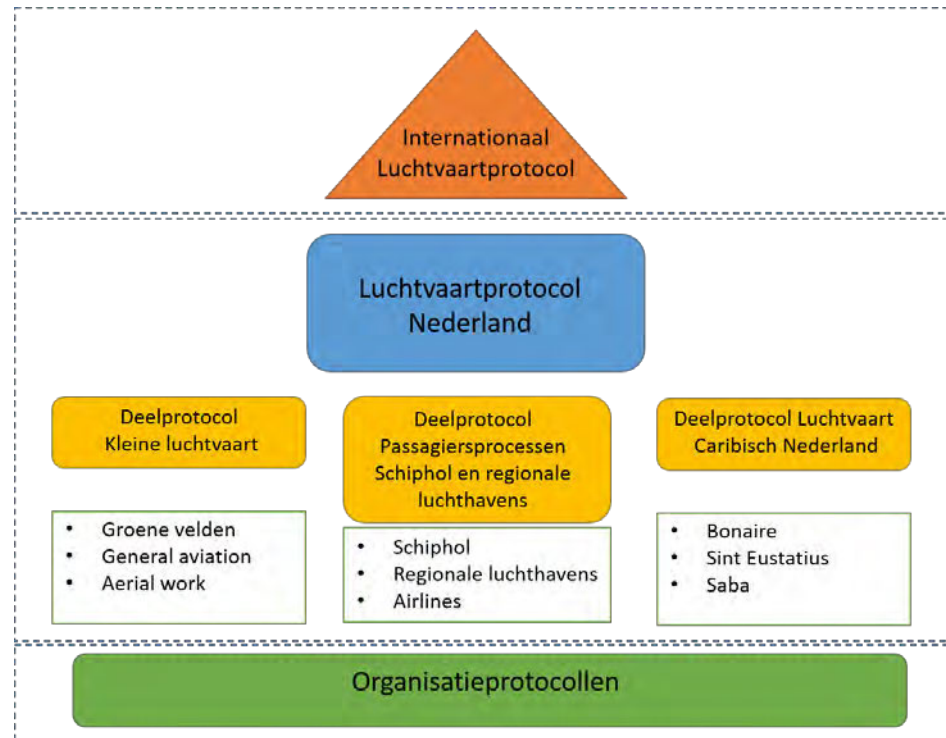 Internationaal
Luchtvaartprotocol
Luchtvaartprotocol
Nederland
Deelprotocol
Kleine luchtvaart
• Groene velden
• General aviation
• Aerial work
Deelprotocol
Passagiersprocessen
Schiphol en regionale
luchthavens
• Schiphol
• Regionale luchthavens
• Airlines
Deelprotocol Luchtvaart
Caribisch Nederland
• Bonaire
• Sint Eustatius
• Saba
Organisatieprotocollen